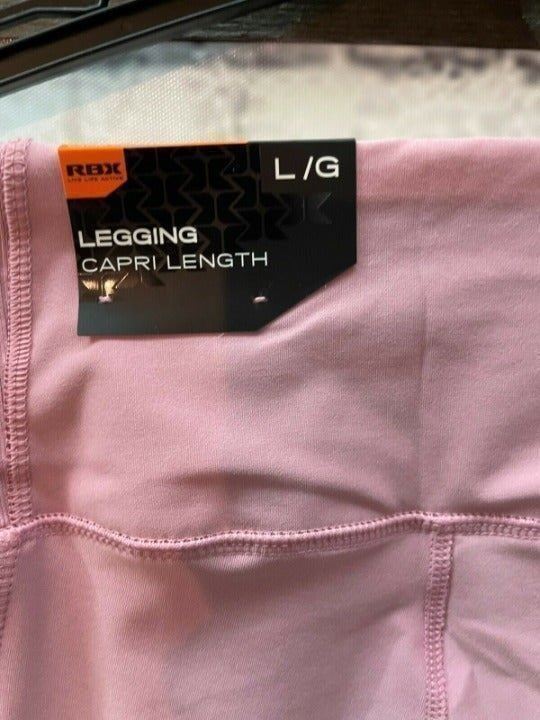 RBX
LIVE LIFE ACTIVE
L/G
LEGGING
CAPRI LENGTH